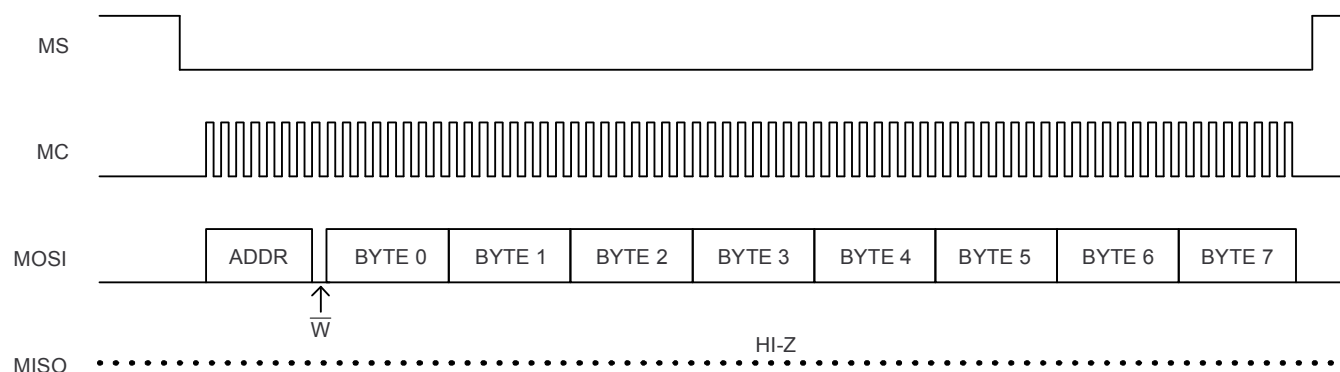 MS
MC
MOSI
ADDR BYTE 0 BYTE 1 BYTE 2 BYTE 3 BYTE 4 BYTE 5 BYTE 6 BYTE 7
W̅
HI-Z
MISO